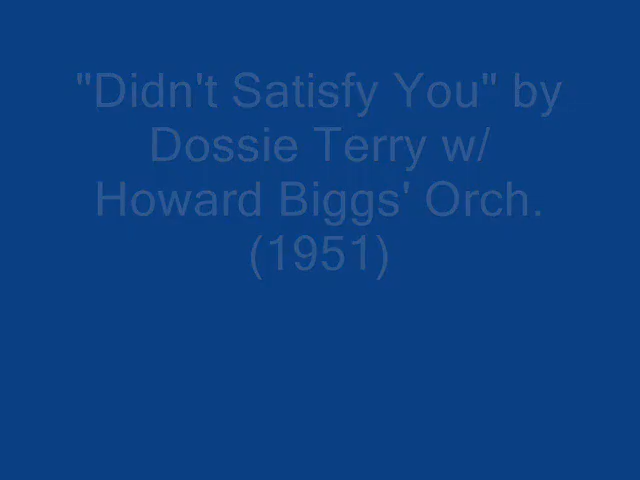 "Didn't Satisfy You" by
Dossie Terry w/
Howard Biggs' Orch.
(1951)